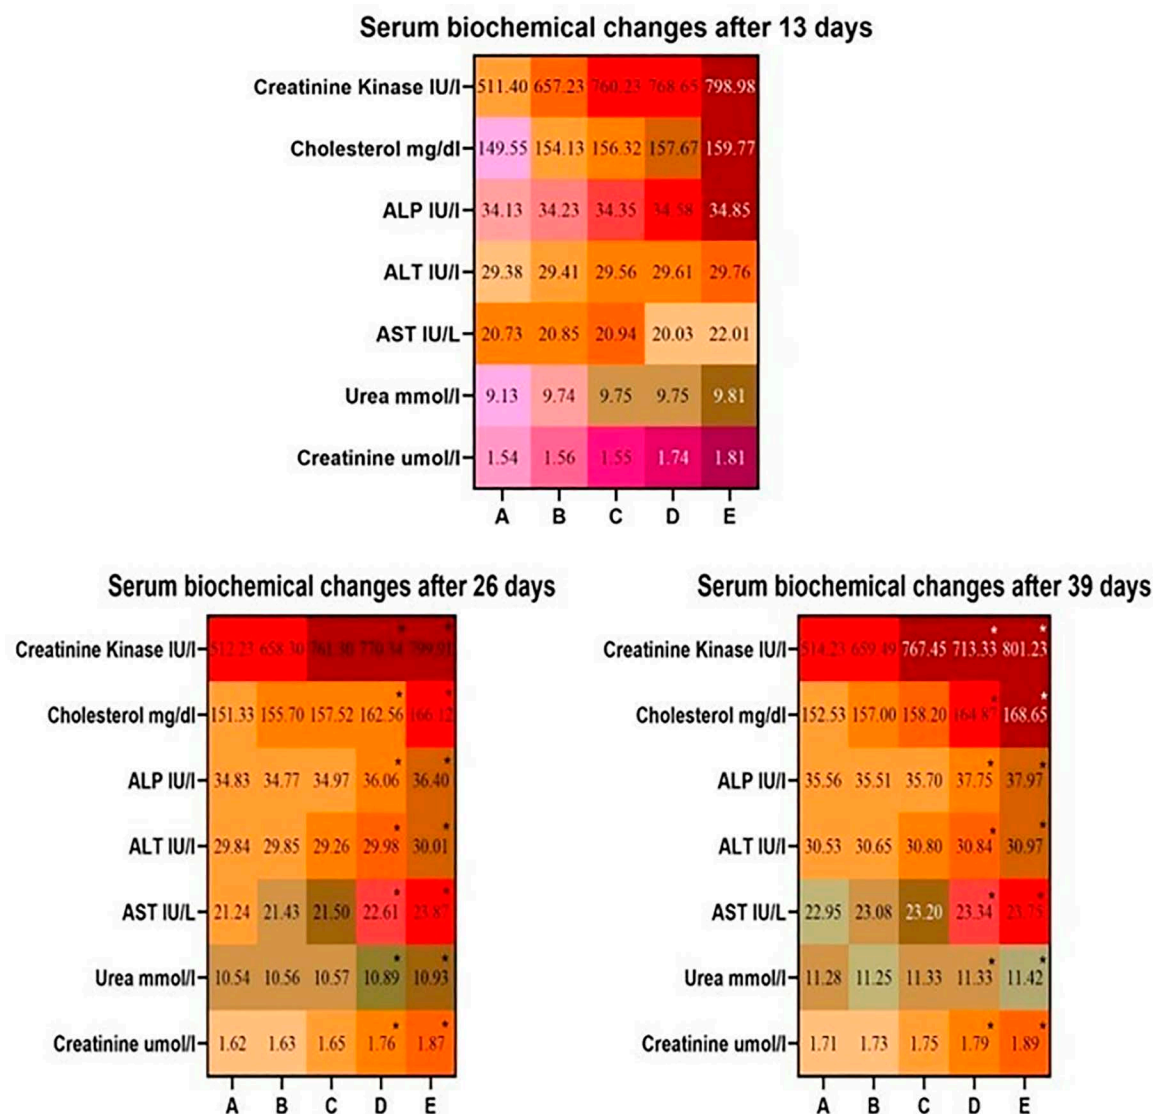 Serum biochemical changes after 13 days
Creatinine Kinase IU/l 511.40 657.23 760.23 768.65 798.98
Cholesterol mg/dl 149.55 154.13 156.32 157.67 159.77
ALP IU/l 34.13 34.23 34.35 34.58 34.85
ALT IU/l 29.38 29.41 29.56 29.61 29.76
AST IU/L 20.73 20.85 20.94 20.03 22.01
Urea mmol/l 9.13 9.74 9.75 9.75 9.81
Creatinine umol/l 1.54 1.56 1.55 1.74 1.81
A B C D E
Serum biochemical changes after 26 days
Creatinine Kinase IU/l 512.23 658.30 761.30 770.34 * 799.91 *
Cholesterol mg/dl 151.33 155.70 157.52 162.56 * 166.12 *
ALP IU/l 34.83 34.77 34.97 36.06 * 36.40 *
ALT IU/l 29.84 29.85 29.26 29.98 * 30.01 *
AST IU/L 21.24 21.43 21.50 22.61 * 23.87 *
Urea mmol/l 10.54 10.56 10.57 10.89 * 10.93 *
Creatinine umol/l 1.62 1.63 1.65 1.76 * 1.87 *
A B C D E
Serum biochemical changes after 39 days
Creatinine Kinase IU/l 514.23 659.49 767.45 713.33 * 801.23 *
Cholesterol mg/dl 152.53 157.00 158.20 164.87 * 168.65 *
ALP IU/l 35.56 35.51 35.70 37.75 * 37.97 *
ALT IU/l 30.53 30.65 30.80 30.84 * 30.97 *
AST IU/L 22.95 23.08 23.20 23.34 * 23.75 *
Urea mmol/l 11.28 11.25 11.33 11.33 * 11.42 *
Creatinine umol/l 1.71 1.73 1.75 1.79 * 1.89 *
A B C D E